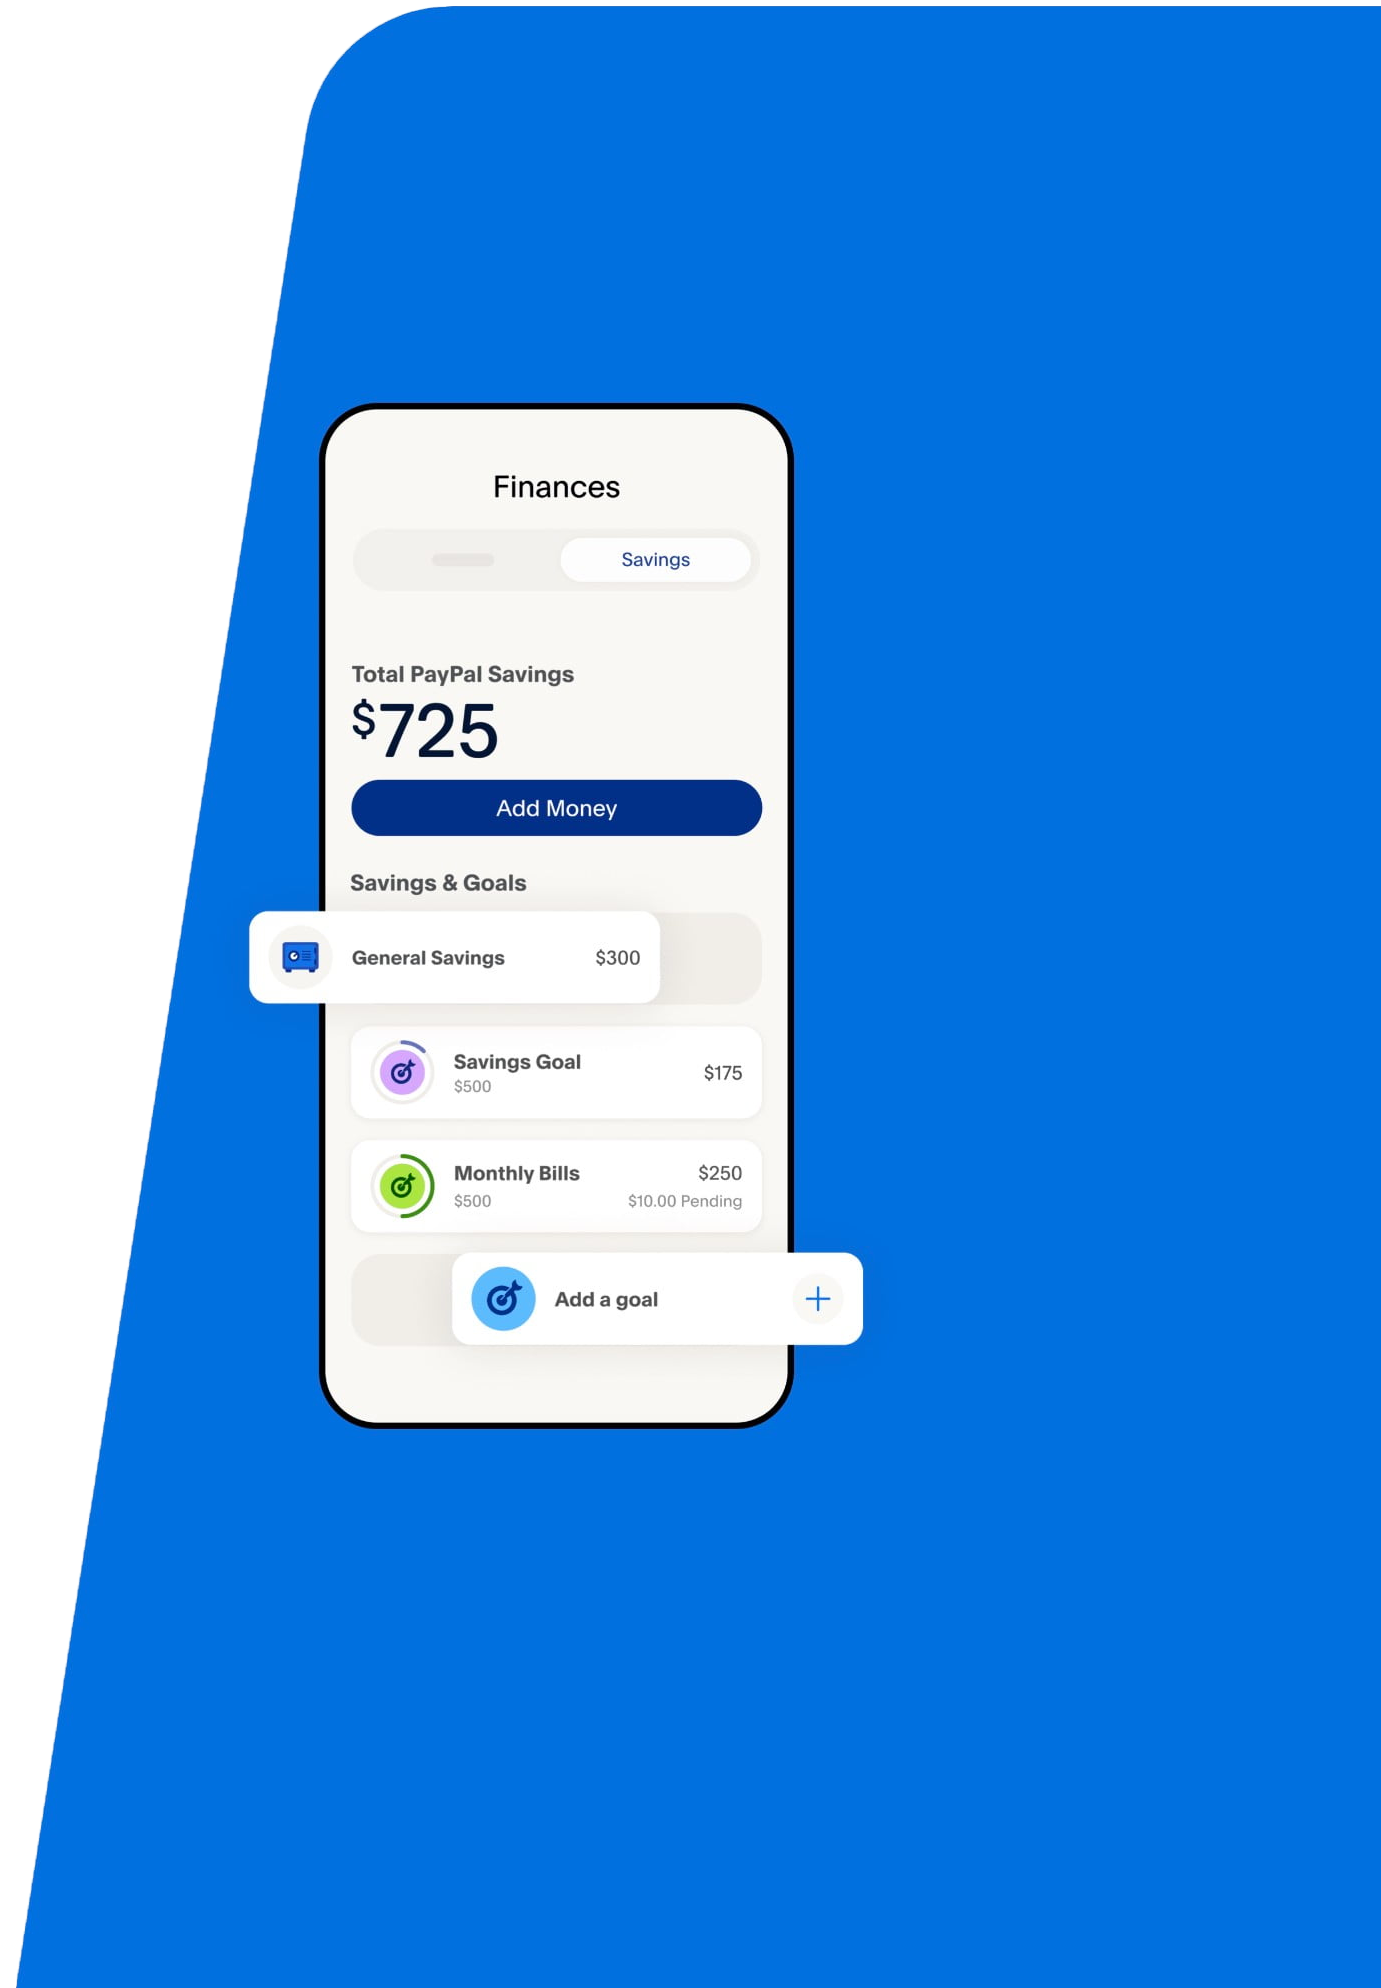 Finances
Savings
Total PayPal Savings
$725
Add Money
Savings & Goals
General Savings $300
Savings Goal
$500 $175
Monthly Bills $250
$500 $10.00 Pending
Add a goal